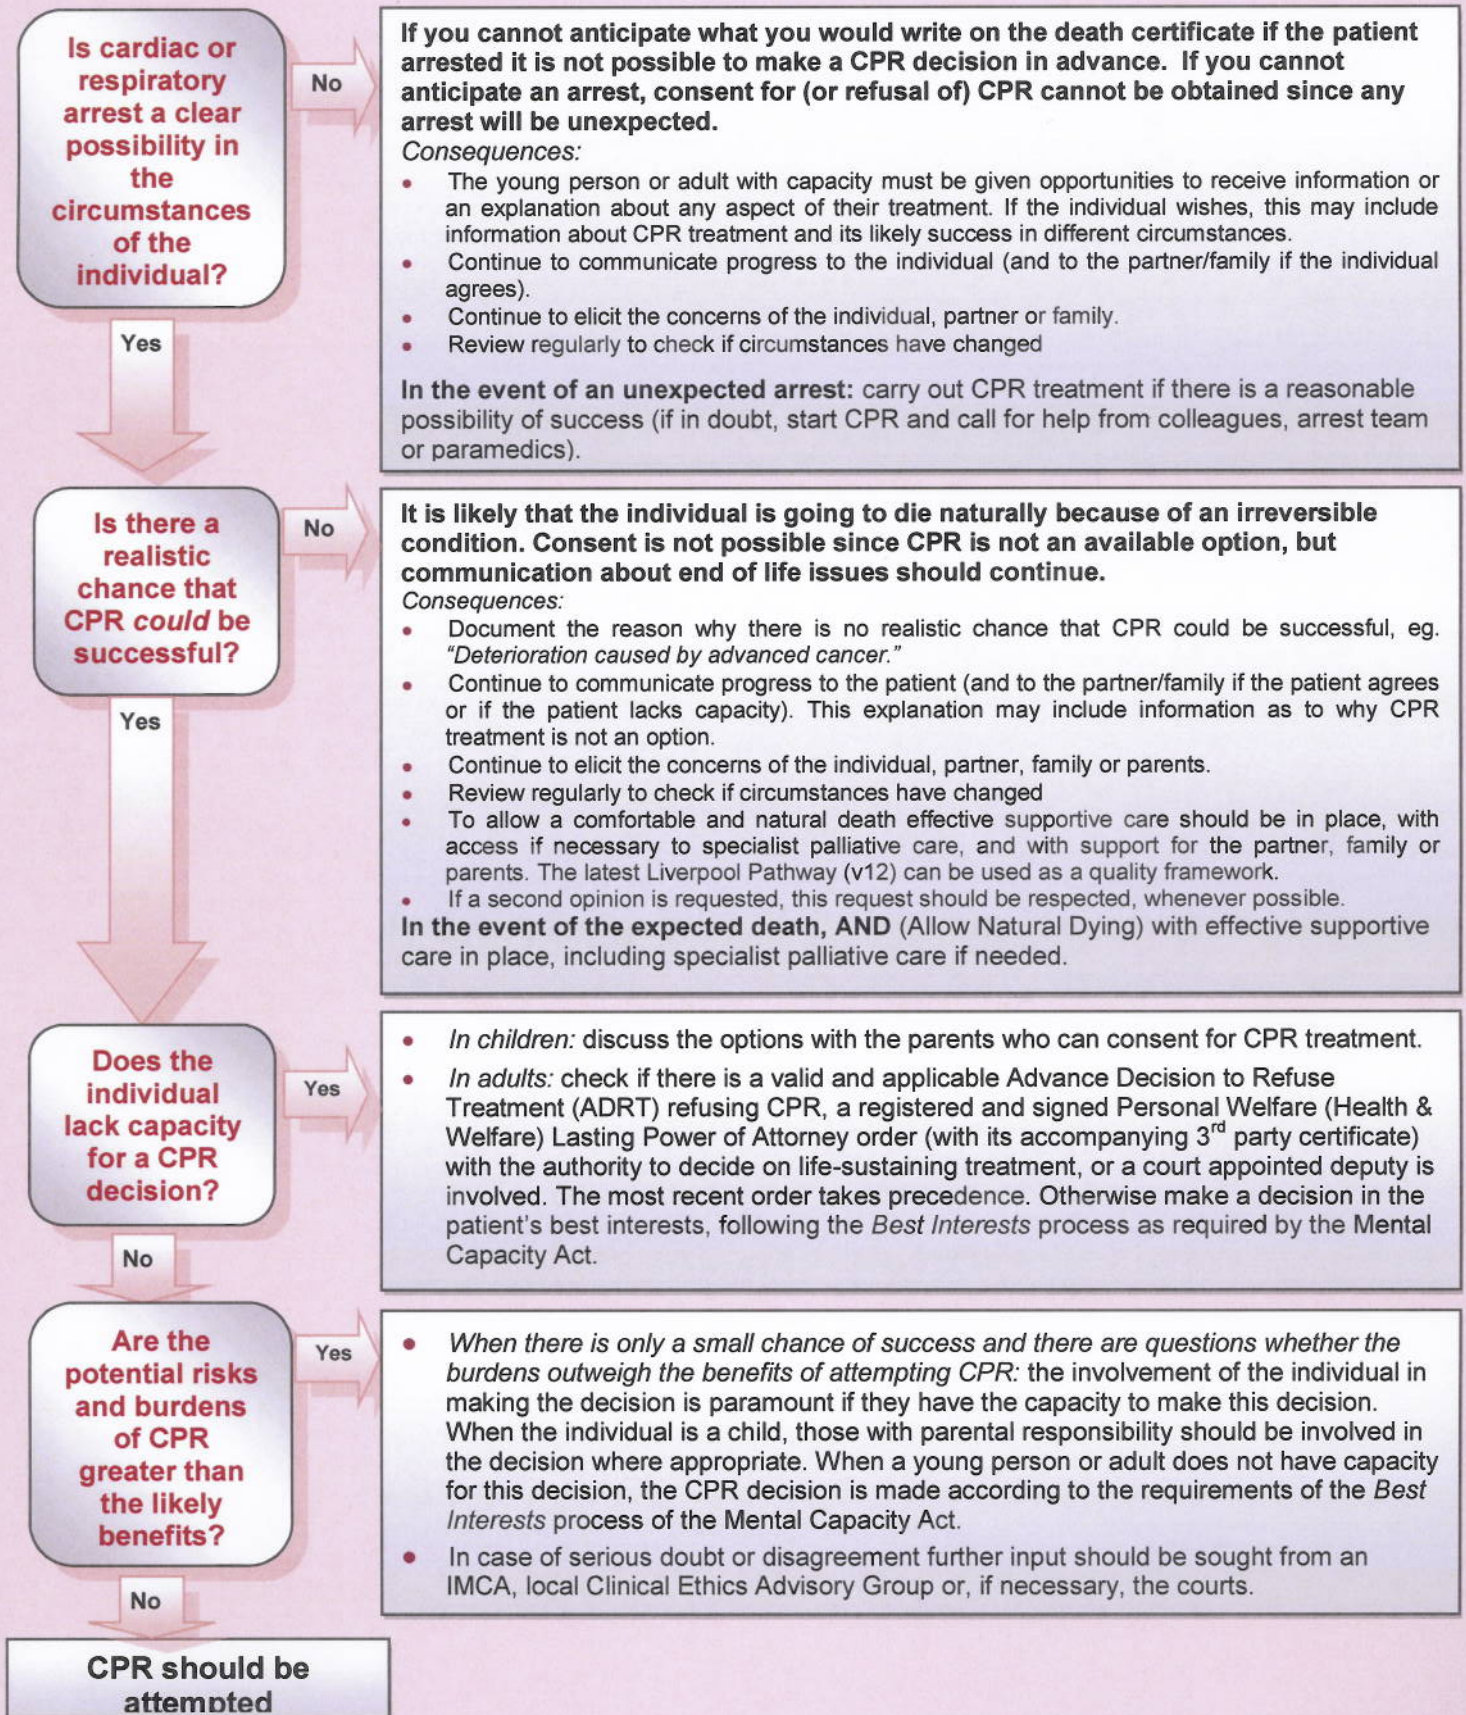 Is cardiac or
respiratory
arrest a clear
possibility in
the
circumstances
of the
individual?
No
If you cannot anticipate what you would write on the death certificate if the patient
arrested it is not possible to make a CPR decision in advance. If you cannot
anticipate an arrest, consent for (or refusal of) CPR cannot be obtained since any
arrest will be unexpected.
Consequences:
• The young person or adult with capacity must be given opportunities to receive information or
an explanation about any aspect of their treatment. If the individual wishes, this may include
information about CPR treatment and its likely success in different circumstances.
• Continue to communicate progress to the individual (and to the partner/family if the individual
agrees).
• Continue to elicit the concerns of the individual, partner or family.
• Review regularly to check if circumstances have changed
In the event of an unexpected arrest: carry out CPR treatment if there is a reasonable
possibility of success (if in doubt, start CPR and call for help from colleagues, arrest team
or paramedics).
Yes
Is there a
realistic
chance that
CPR could be
successful?
No
It is likely that the individual is going to die naturally because of an irreversible
condition. Consent is not possible since CPR is not an available option, but
communication about end of life issues should continue.
Consequences:
• Document the reason why there is no realistic chance that CPR could be successful, eg.
"Deterioration caused by advanced cancer."
• Continue to communicate progress to the patient (and to the partner/family if the patient agrees
or if the patient lacks capacity). This explanation may include information as to why CPR
treatment is not an option.
• Continue to elicit the concerns of the individual, partner, family or parents.
• Review regularly to check if circumstances have changed
• To allow a comfortable and natural death effective supportive care should be in place, with
access if necessary to specialist palliative care, and with support for the partner, family or
parents. The latest Liverpool Pathway (v12) can be used as a quality framework.
• If a second opinion is requested, this request should be respected, whenever possible.
In the event of the expected death, AND (Allow Natural Dying) with effective supportive
care in place, including specialist palliative care if needed.
Yes
Does the
individual
lack capacity
for a CPR
decision?
Yes
• In children: discuss the options with the parents who can consent for CPR treatment.
• In adults: check if there is a valid and applicable Advance Decision to Refuse
Treatment (ADRT) refusing CPR, a registered and signed Personal Welfare (Health &
Welfare) Lasting Power of Attorney order (with its accompanying 3rd party certificate)
with the authority to decide on life-sustaining treatment, or a court appointed deputy is
involved. The most recent order takes precedence. Otherwise make a decision in the
patient's best interests, following the Best Interests process as required by the Mental
Capacity Act.
No
Are the
potential risks
and burdens
of CPR
greater than
the likely
benefits?
Yes
• When there is only a small chance of success and there are questions whether the
burdens outweigh the benefits of attempting CPR: the involvement of the individual in
making the decision is paramount if they have the capacity to make this decision.
When the individual is a child, those with parental responsibility should be involved in
the decision where appropriate. When a young person or adult does not have capacity
for this decision, the CPR decision is made according to the requirements of the Best
Interests process of the Mental Capacity Act.
• In case of serious doubt or disagreement further input should be sought from an
IMCA, local Clinical Ethics Advisory Group or, if necessary, the courts.
No
CPR should be
attempted